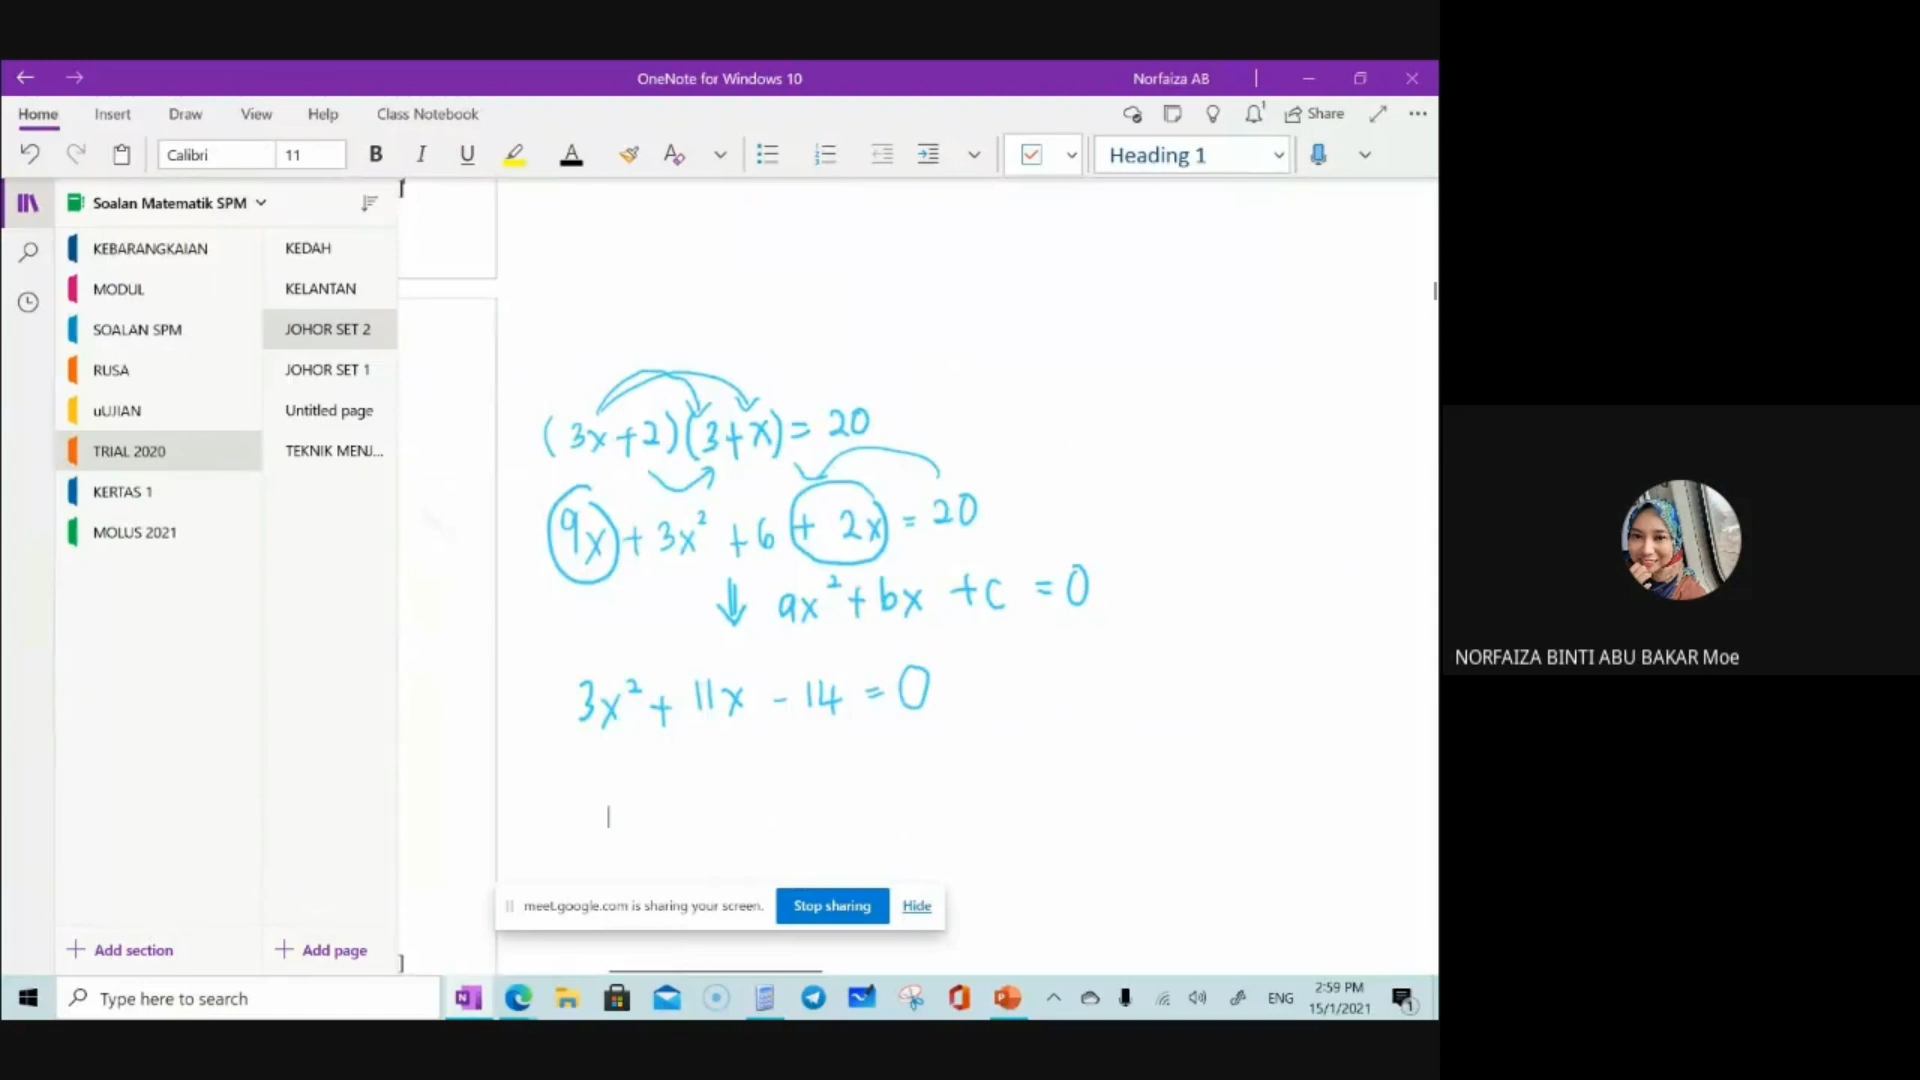 OneNote for Windows 10
Norfaiza AB
Home Insert Draw View Help Class Notebook
1
Share
Calibri 11 B I U A A Heading 1
Soalan Matematik SPM
KEBARANGKAIAN
MODUL
SOALAN SPM
RUSA
uUJIAN
TRIAL 2020
KERTAS 1
MOLUS 2021
KEDAH
KELANTAN
JOHOR SET 2
JOHOR SET 1
Untitled page
TEKNIK MENJ...
(3x+2)(3+x) = 20
9x + 3x² + 6 + 2x = 20
ax² + bx + c = 0
3x² + 11x - 14 = 0
NORFAIZA BINTI ABU BAKAR Moe
meet.google.com is sharing your screen. Stop sharing Hide
+ Add section + Add page
Type here to search
ENG
2:59 PM
15/1/2021
1